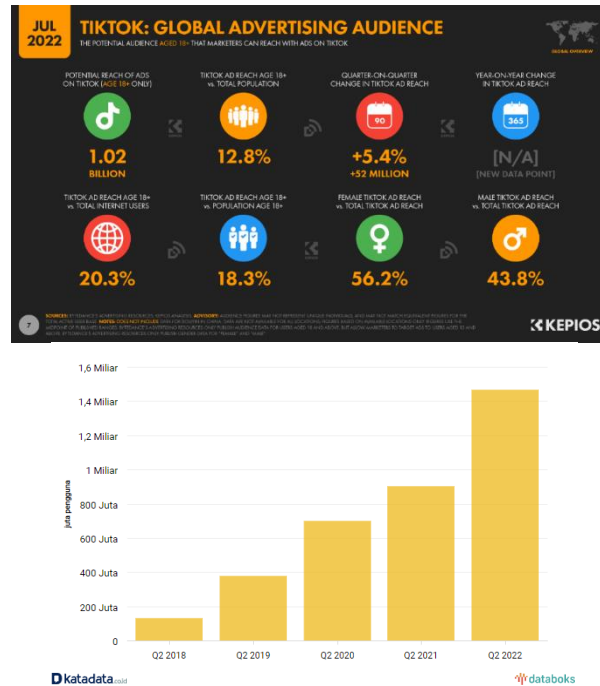 JUL
2022
TIKTOK: GLOBAL ADVERTISING AUDIENCE
THE POTENTIAL AUDIENCE AGED 18+ THAT MARKETERS CAN REACH WITH ADS ON TIKTOK
GLOBAL OVERVIEW
POTENTIAL REACH OF ADS
ON TIKTOK (AGE 18+ ONLY)
1.02
BILLION
TIKTOK AD REACH AGE 18+
vs. TOTAL POPULATION
12.8%
QUARTER-ON-QUARTER
CHANGE IN TIKTOK AD REACH
90
+5.4%
+52 MILLION
YEAR-ON-YEAR CHANGE
IN TIKTOK AD REACH
365
[N/A]
[NEW DATA POINT]
TIKTOK AD REACH AGE 18+
vs. TOTAL INTERNET USERS
20.3%
TIKTOK AD REACH AGE 18+
vs. POPULATION AGE 18+
18.3%
FEMALE TIKTOK AD REACH
vs. TOTAL TIKTOK AD REACH
56.2%
MALE TIKTOK AD REACH
vs. TOTAL TIKTOK AD REACH
43.8%
7
KEPIOS
1,6 Miliar
1,4 Miliar
1,2 Miliar
1 Miliar
800 Juta
600 Juta
400 Juta
200 Juta
0
juta pengguna
Q2 2018
Q2 2019
Q2 2020
Q2 2021
Q2 2022
katadata.co.id
databoks